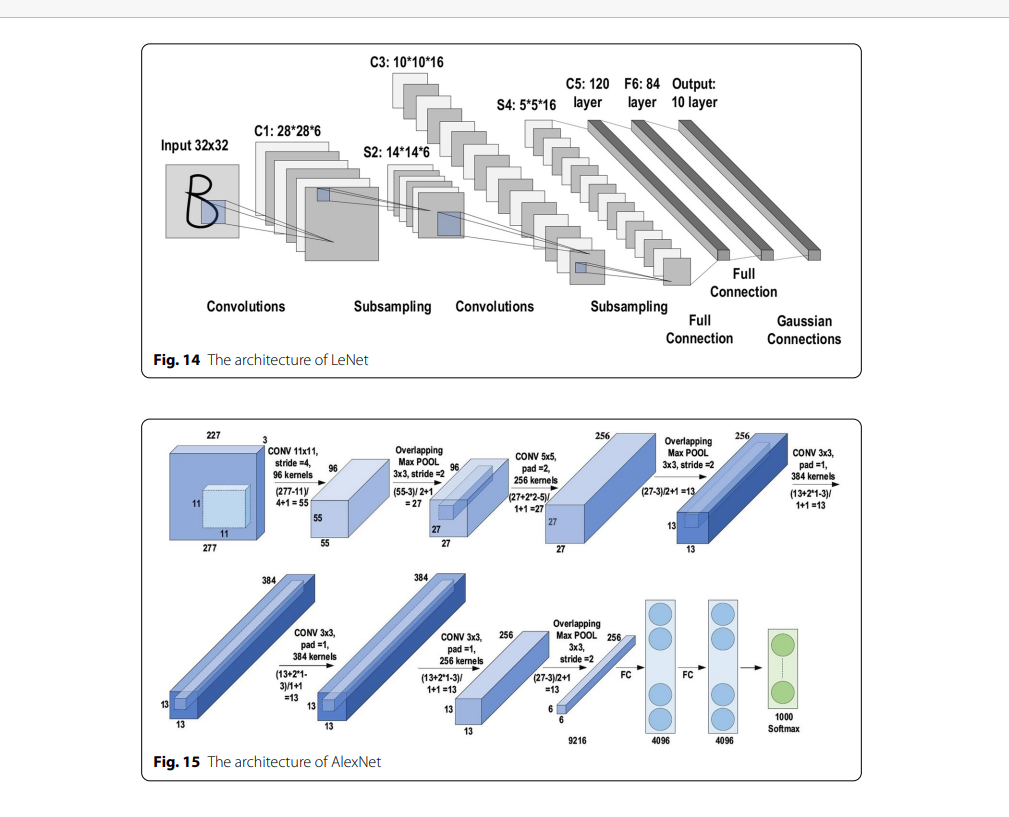 C3: 10*10*16
C5: 120
layer
F6: 84
layer
Output:
10 layer
S4: 5*5*16
C1: 28*28*6
Input 32x32
S2: 14*14*6
B
Convolutions
Subsampling
Convolutions
Subsampling
Full
Connection
Full
Connection
Gaussian
Connections
Fig. 14 The architecture of LeNet
227
3
11
11
277
CONV 11x11,
stride =4,
96 kernels
(277-11)/
4+1 = 55
96
55
55
Overlapping
Max POOL
3x3, stride =2
(55-3)/ 2+1
= 27
96
27
27
CONV 5x5,
pad =2,
256 kernels
(27+2*2-5)/
1+1 =27
256
27
27
Overlapping
Max POOL
3x3, stride =2
(27-3)/2+1 =13
256
13
13
CONV 3x3,
pad =1,
384 kernels
(13+2*1-3)/
1+1 =13
384
13
13
CONV 3x3,
pad =1,
384 kernels
(13+2*1-
3)/1+1
=13
384
13
13
CONV 3x3,
pad =1,
256 kernels
(13+2*1-3)/
1+1 =13
256
13
13
Overlapping
Max POOL
3x3,
stride =2
(27-3)/2+1
=13
256
6
6
9216
FC
4096
FC
4096
1000
Softmax
Fig. 15 The architecture of AlexNet